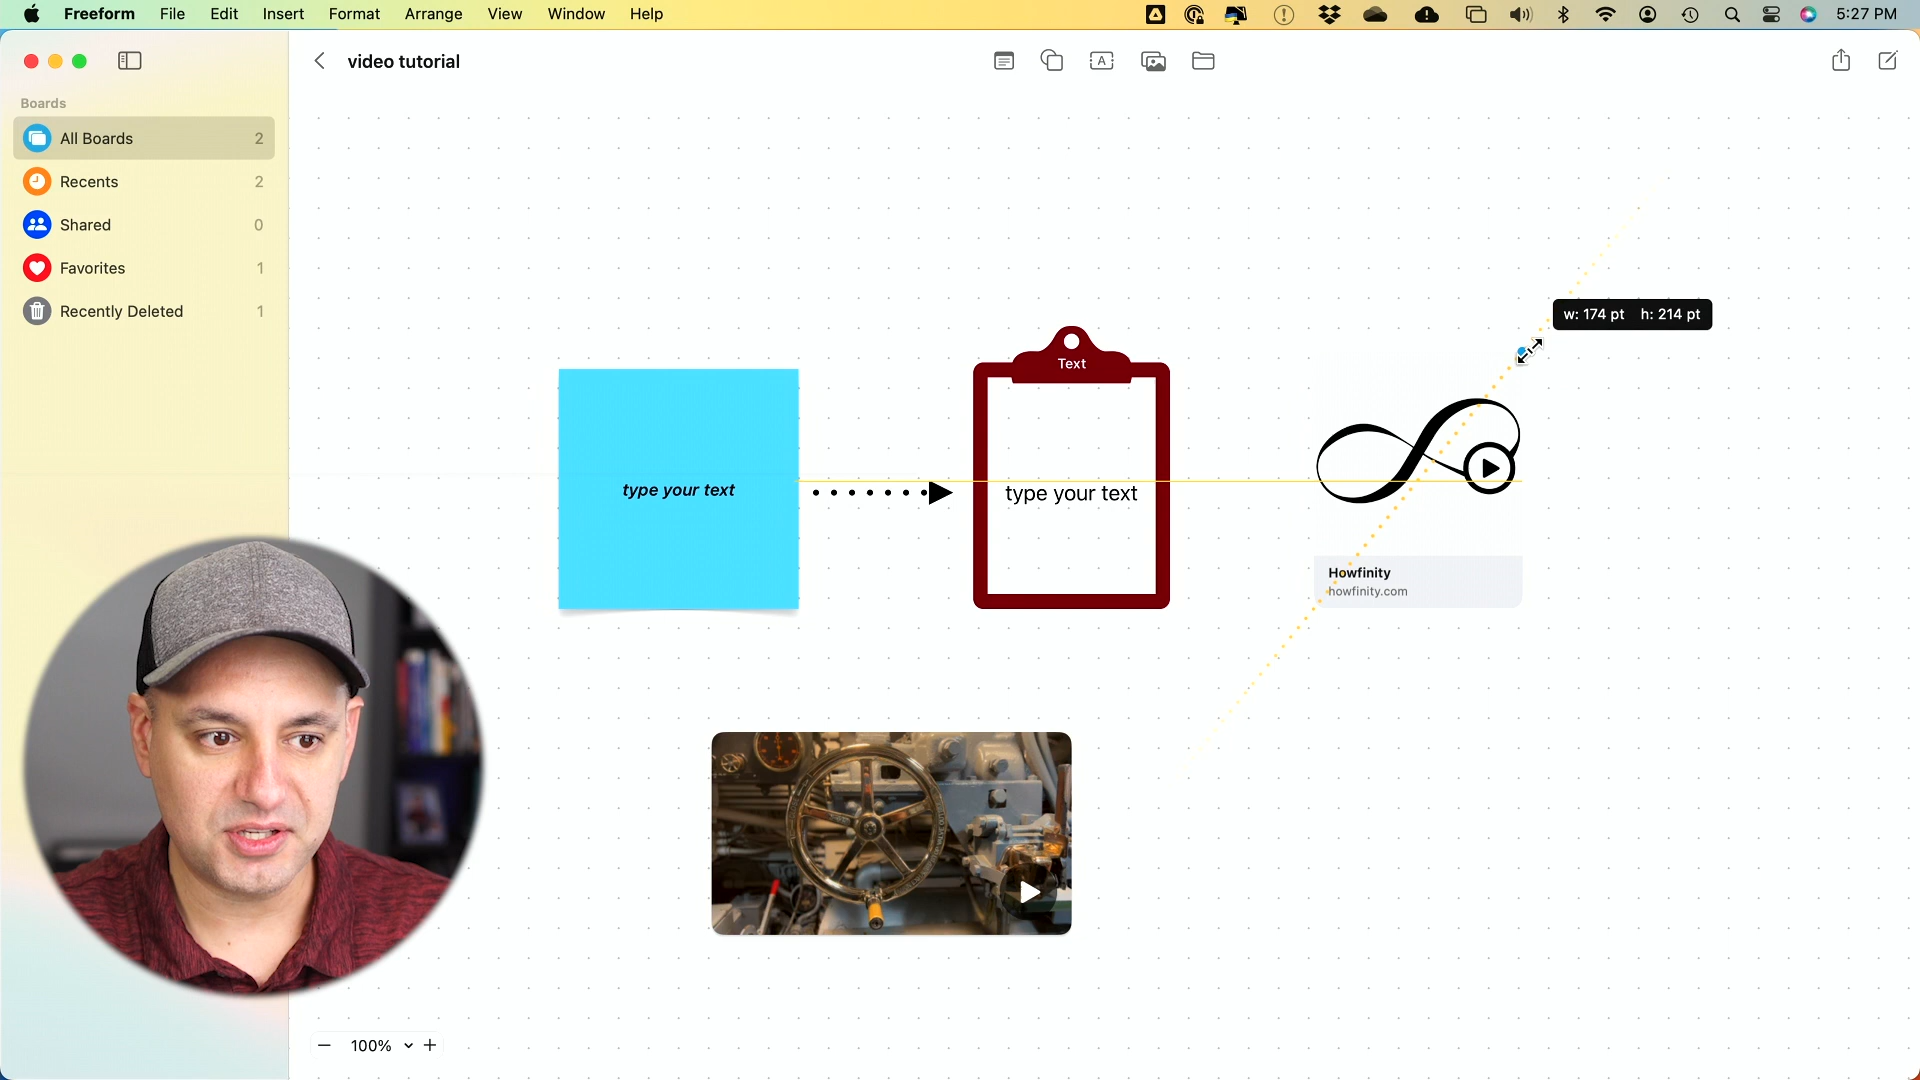 Freeform File Edit Insert Format Arrange View Window Help 5:27 PM
video tutorial
A
Boards
All Boards 2
Recents 2
Shared 0
Favorites 1
Recently Deleted 1
w: 174 pt h: 214 pt
Text
type your text
type your text
Howfinity
howfinity.com
100%